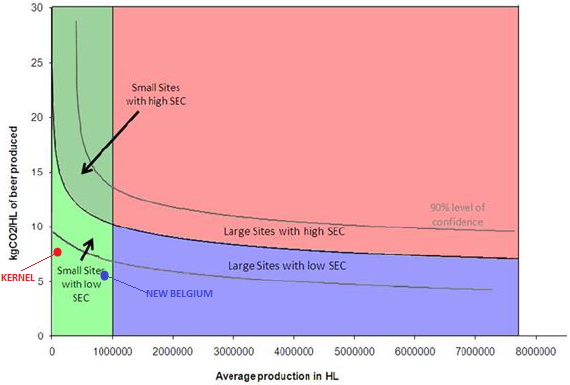 kgCO2/HL of beer produced
30
25
20
15
10
5
0
Small Sites
with high SEC
90% level of
confidence
Large Sites with high SEC
Large Sites with low SEC
KERNEL
Small Sites
with low
SEC
NEW BELGIUM
0
1000000
2000000
3000000
4000000
5000000
6000000
7000000
8000000
Average production in HL